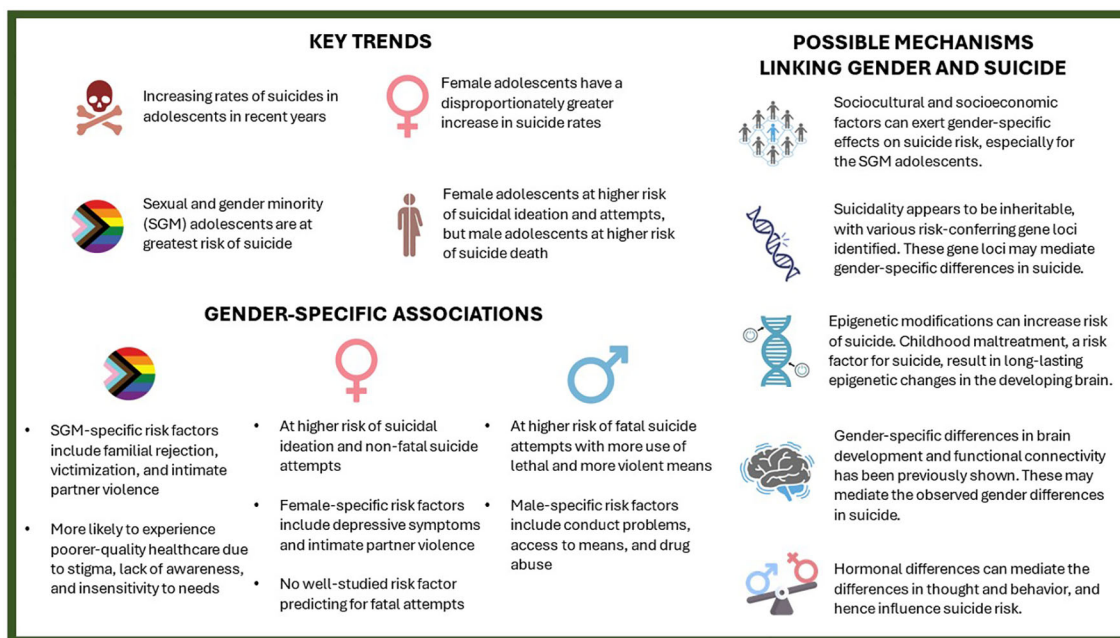 KEY TRENDS
Increasing rates of suicides in
adolescents in recent years
Female adolescents have a
disproportionately greater
increase in suicide rates
Sexual and gender minority
(SGM) adolescents are at
greatest risk of suicide
Female adolescents at higher risk
of suicidal ideation and attempts,
but male adolescents at higher risk
of suicide death
GENDER-SPECIFIC ASSOCIATIONS
• SGM-specific risk factors
include familial rejection,
victimization, and intimate
partner violence
• More likely to experience
poorer-quality healthcare due
to stigma, lack of awareness,
and insensitivity to needs
• At higher risk of suicidal
ideation and non-fatal suicide
attempts
• Female-specific risk factors
include depressive symptoms
and intimate partner violence
• No well-studied risk factor
predicting for fatal attempts
• At higher risk of fatal suicide
attempts with more use of
lethal and more violent means
• Male-specific risk factors
include conduct problems,
access to means, and drug
abuse
POSSIBLE MECHANISMS
LINKING GENDER AND SUICIDE
Sociocultural and socioeconomic
factors can exert gender-specific
effects on suicide risk, especially for
the SGM adolescents.
Suicidality appears to be inheritable,
with various risk-conferring gene loci
identified. These gene loci may mediate
gender-specific differences in suicide.
Epigenetic modifications can increase risk
of suicide. Childhood maltreatment, a risk
factor for suicide, result in long-lasting
epigenetic changes in the developing brain.
Gender-specific differences in brain
development and functional connectivity
has been previously shown. These may
mediate the observed gender differences
in suicide.
Hormonal differences can mediate the
differences in thought and behavior, and
hence influence suicide risk.